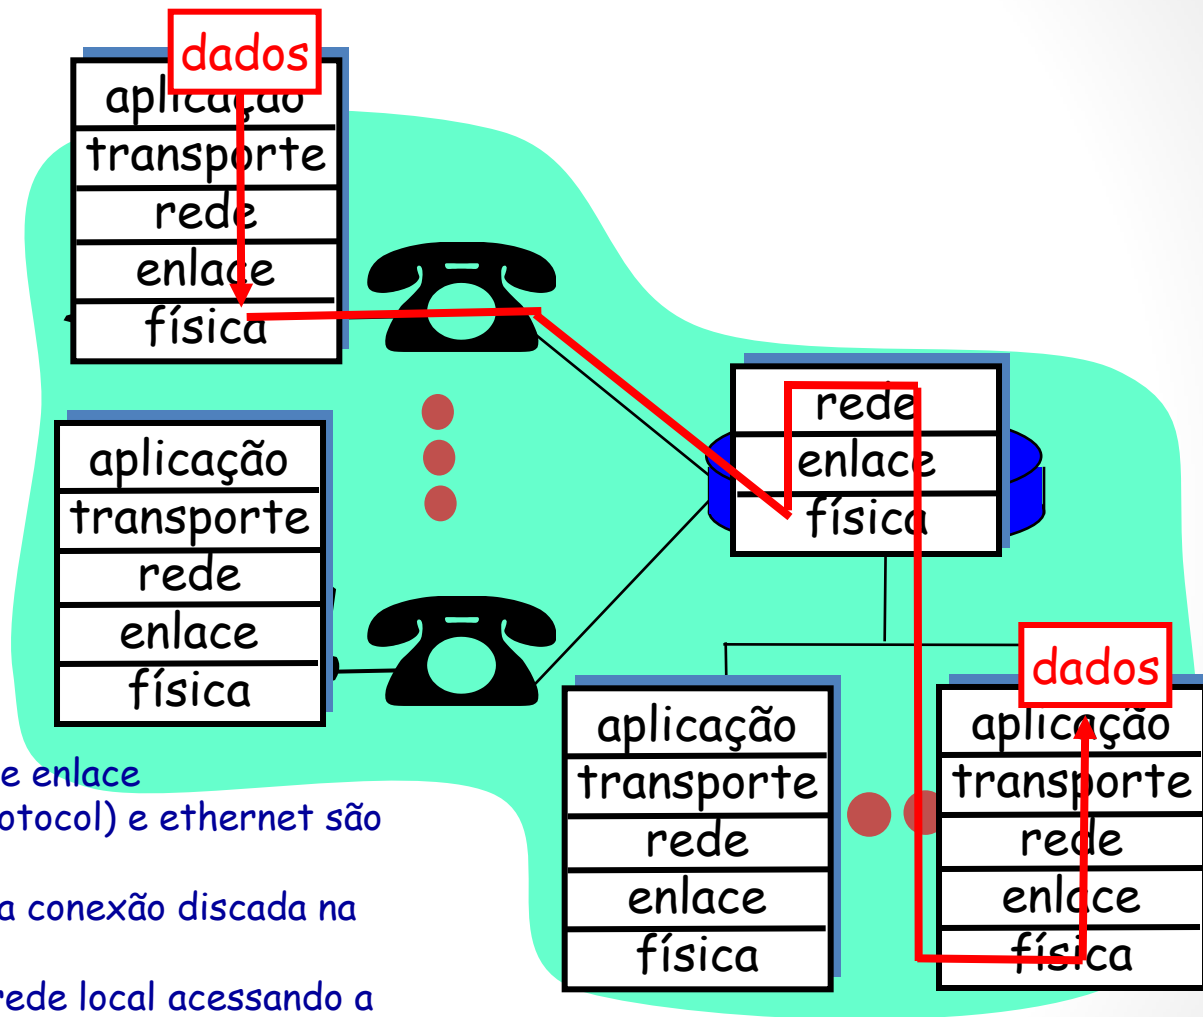 dados
aplicação
transporte
rede
enlace
física
aplicação
transporte
rede
enlace
física
rede
enlace
física
aplicação
transporte
rede
enlace
física
dados
aplicação
transporte
rede
enlace
física
e enlace
otocol) e ethernet são
a conexão discada na
rede local acessando a